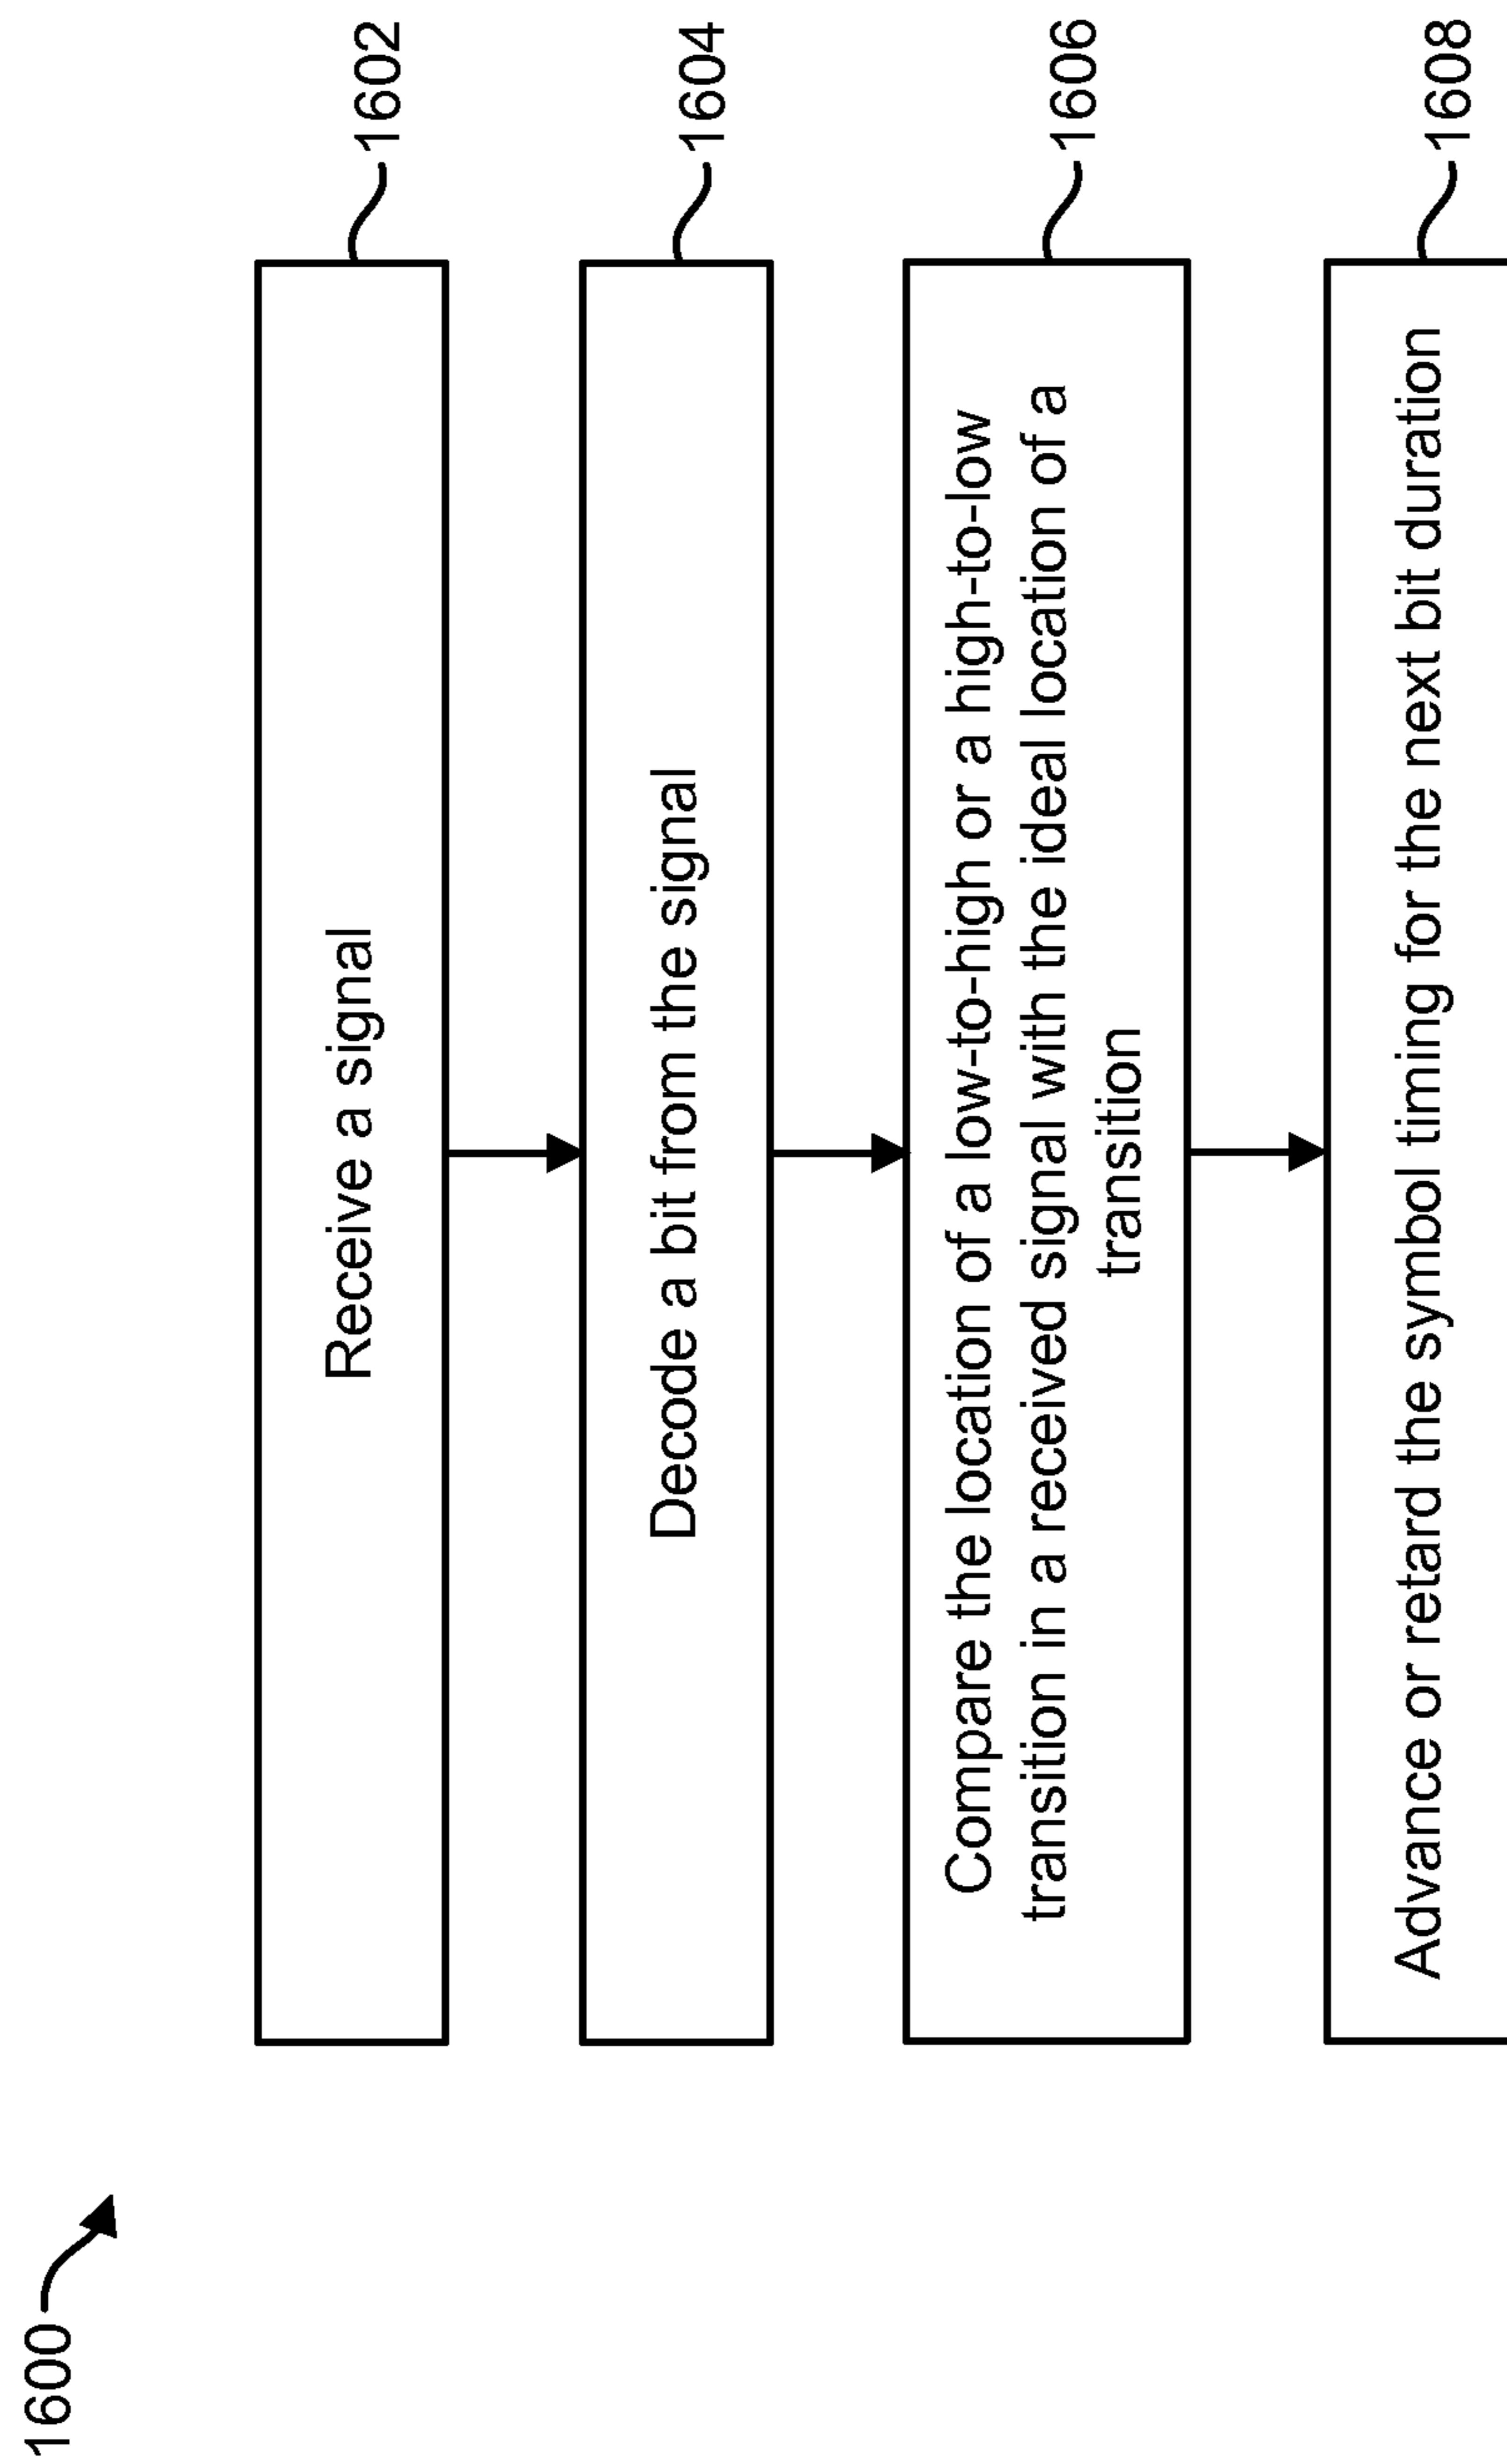 1600
Receive a signal
1602
Decode a bit from the signal
1604
Compare the location of a low-to-high or a high-to-low
transition in a received signal with the ideal location of a
transition
1606
Advance or retard the symbol timing for the next bit duration
1608